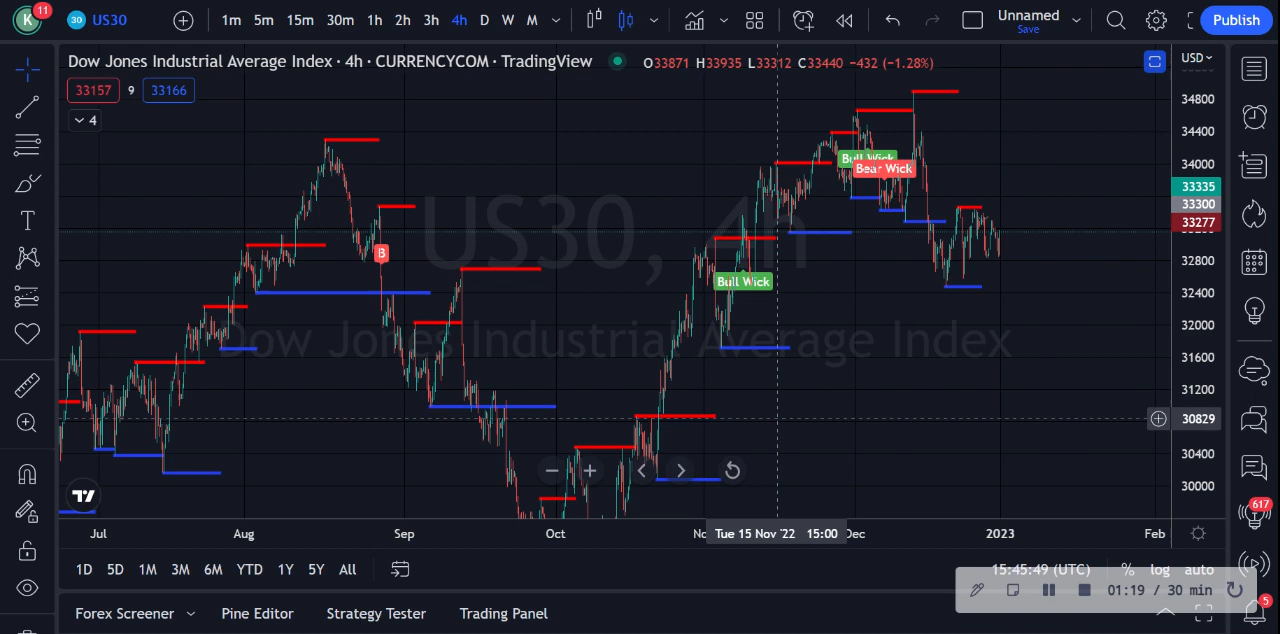 K 11 30 US30 1m 5m 15m 30m 1h 2h 3h 4h D W M Unnamed Save Publish
Dow Jones Industrial Average Index · 4h · CURRENCYCOM · TradingView O33871 H33935 L33312 C33440 −432 (−1.28%) USD
33157 9 33166
4
34800
34400
34000
33335
33300
33277
32800
32400
32000
31600
31200
30829
30400
30000
US30, 4h
Dow Jones Industrial Average Index
Bull Wick
Bear Wick
B
Bull Wick
617
Jul Aug Sep Oct Tue 15 Nov '22 15:00 Dec 2023 Feb
1D 5D 1M 3M 6M YTD 1Y 5Y All 15:45:49 (UTC) % log auto
01:19 / 30 min
Forex Screener Pine Editor Strategy Tester Trading Panel 5